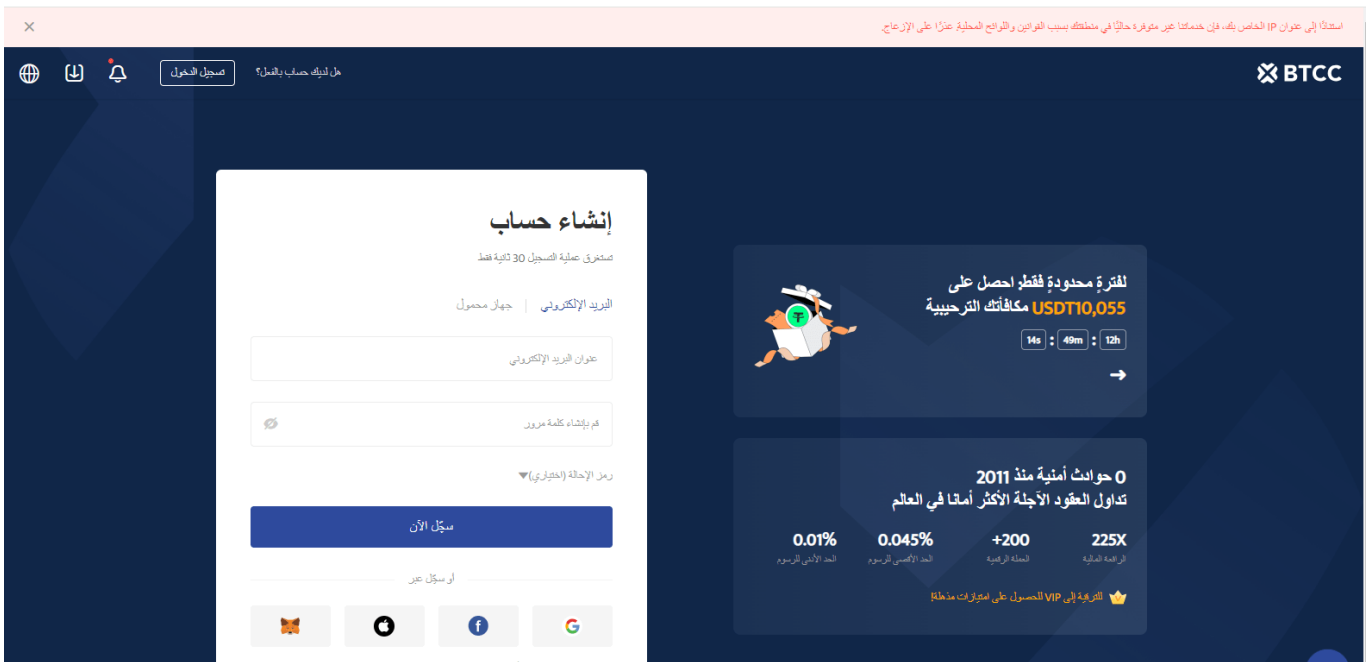 استنادًا إلى عنوان IP الخاص بك، فإن خدماتنا غير متوفرة حاليًا في منطقتك بسبب القوانين واللوائح المحلية. عذرًا على الإزعاج.
BTCC
هل لديك حساب بالفعل؟
تسجيل الدخول
إنشاء حساب
تستغرق عملية التسجيل 30 ثانية فقط
البريد الإلكتروني | جهاز محمول
عنوان البريد الإلكتروني
قم بإنشاء كلمة مرور
رمز الإحالة (اختياري)
سجّل الآن
أو سجّل عبر
لفترةٍ محدودةٍ فقط، احصل على
USDT10,055 مكافأتك الترحيبية
12h : 49m : 14s
0 حوادث أمنية منذ 2011
تداول العقود الآجلة الأكثر أمانا في العالم
225X
الرافعة المالية
200+
العملة الرقمية
0.045%
الحد الأقصى للرسوم
0.01%
الحد الأدنى للرسوم
للترقية إلى VIP للحصول على امتيازات مذهلة!